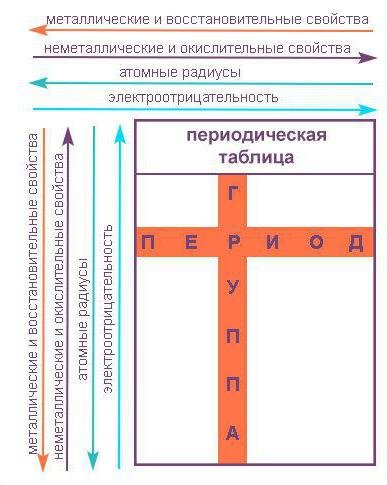 металлические и восстановительные свойства
неметаллические и окислительные свойства
атомные радиусы
электроотрицательность
металлические и восстановительные свойства
неметаллические и окислительные свойства
атомные радиусы
электроотрицательность
периодическая
таблица
Г
П Е Р И О Д
У
П
П
А